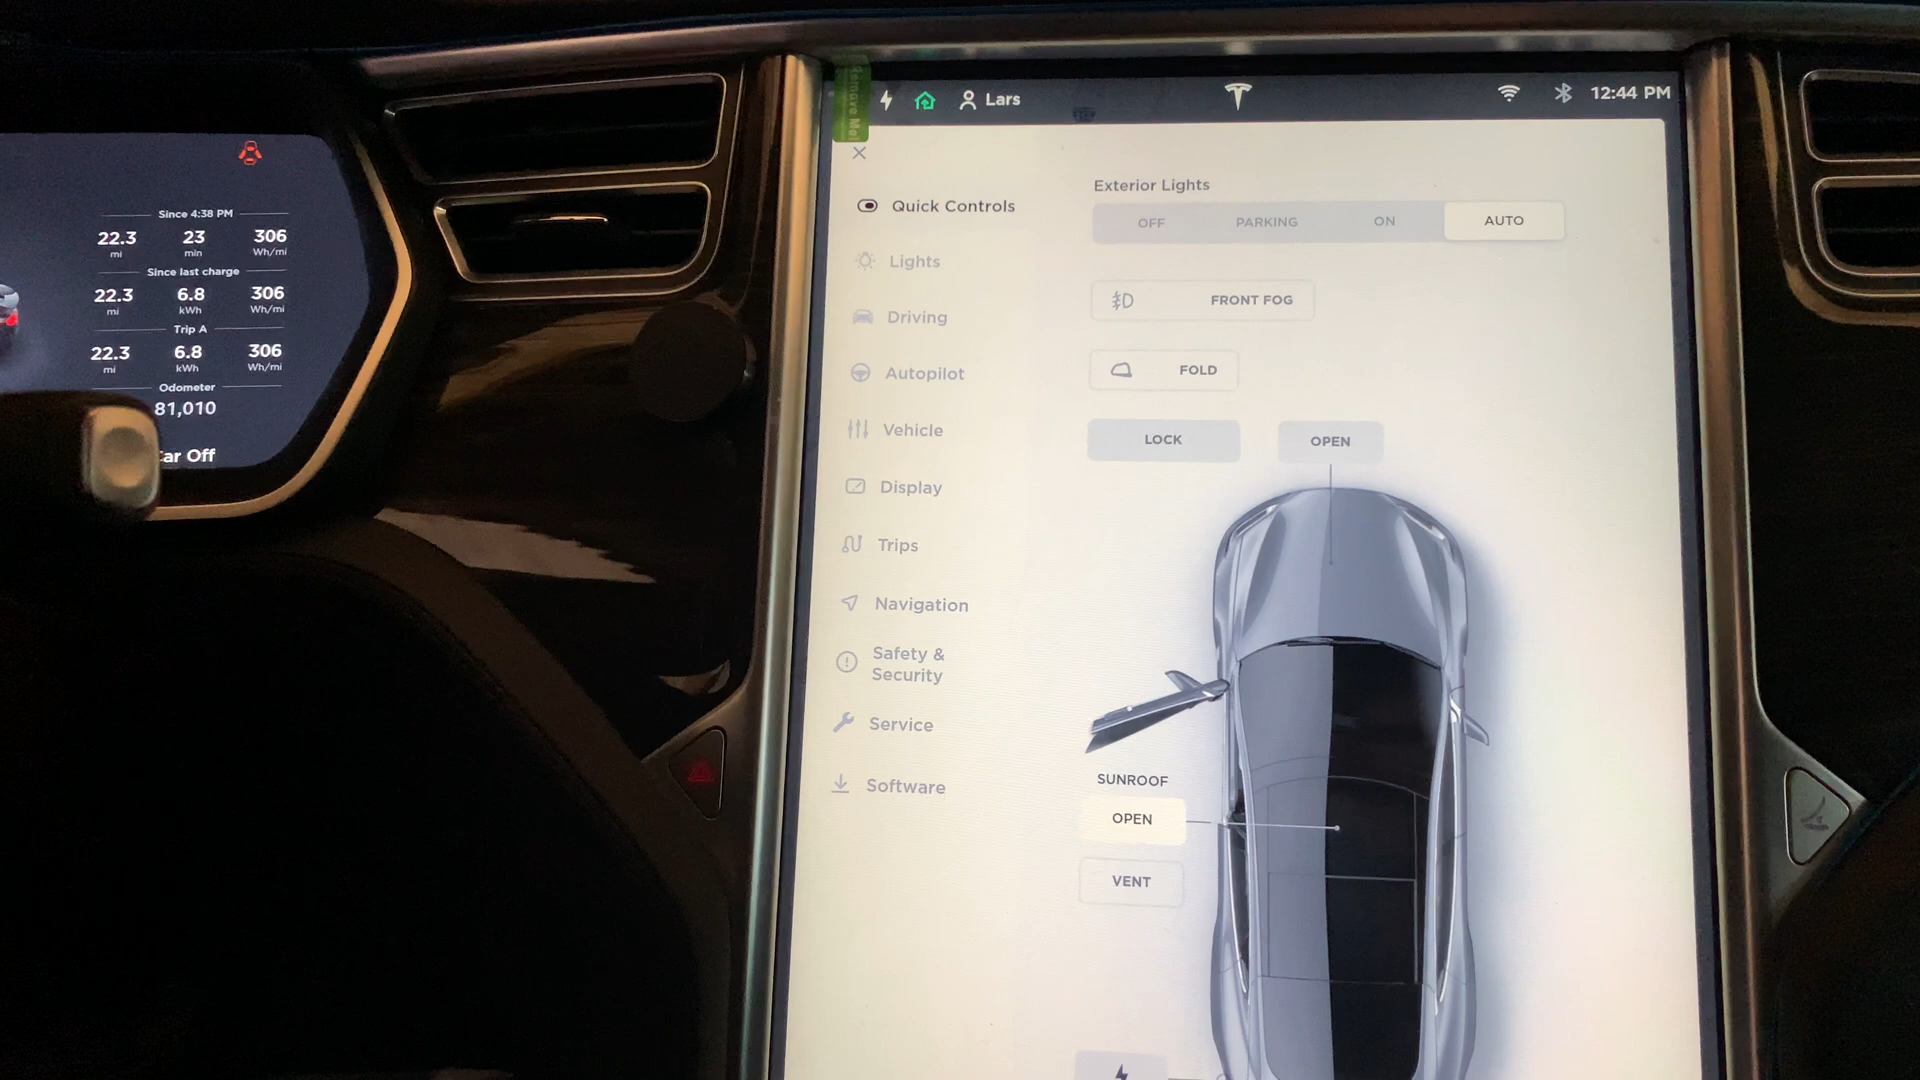 Since 4:38 PM
22.3 23 306
mi min Wh/mi
Since last charge
22.3 6.8 306
mi kWh Wh/mi
Trip A
22.3 6.8 306
mi kWh Wh/mi
Odometer
81,010
Car Off
Remove Me!
Lars
12:44 PM
Quick Controls
Lights
Driving
Autopilot
Vehicle
Display
Trips
Navigation
Safety &
Security
Service
Software
Exterior Lights
OFF PARKING ON AUTO
FRONT FOG
FOLD
LOCK OPEN
SUNROOF
OPEN
VENT